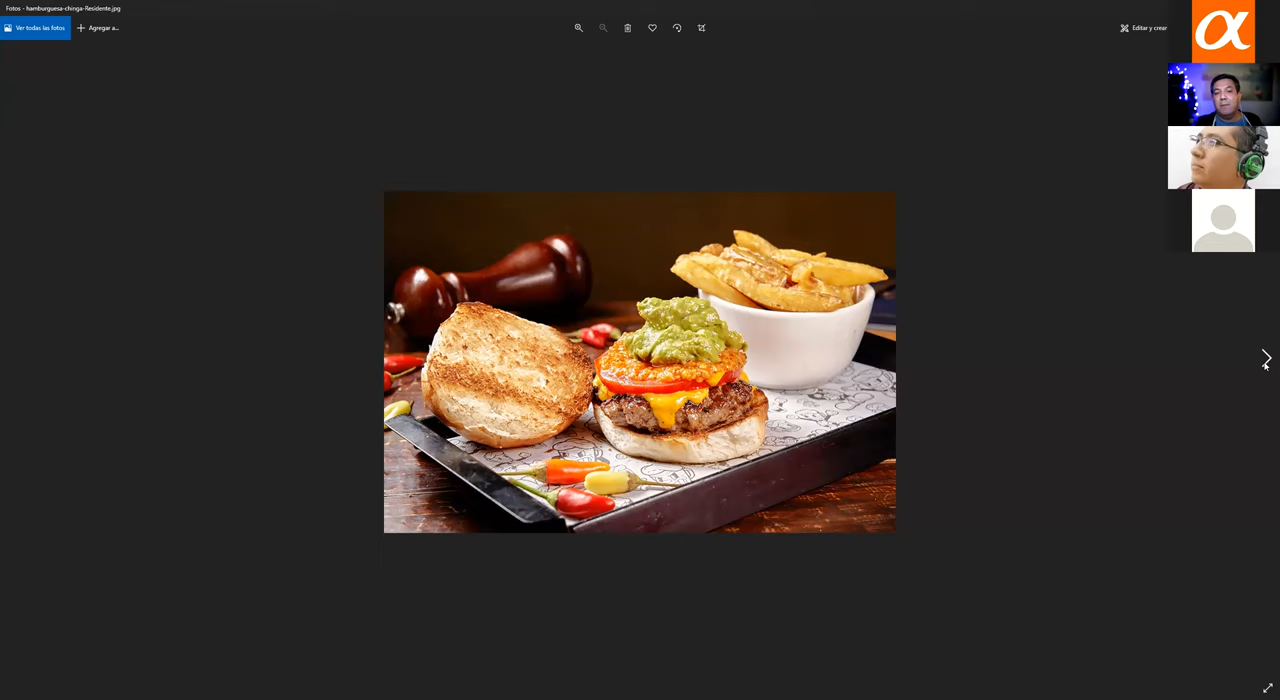 Fotos - hamburguesa-chinga-Residente.jpg
Ver todas las fotos
Agregar a...
Editar y crear
α